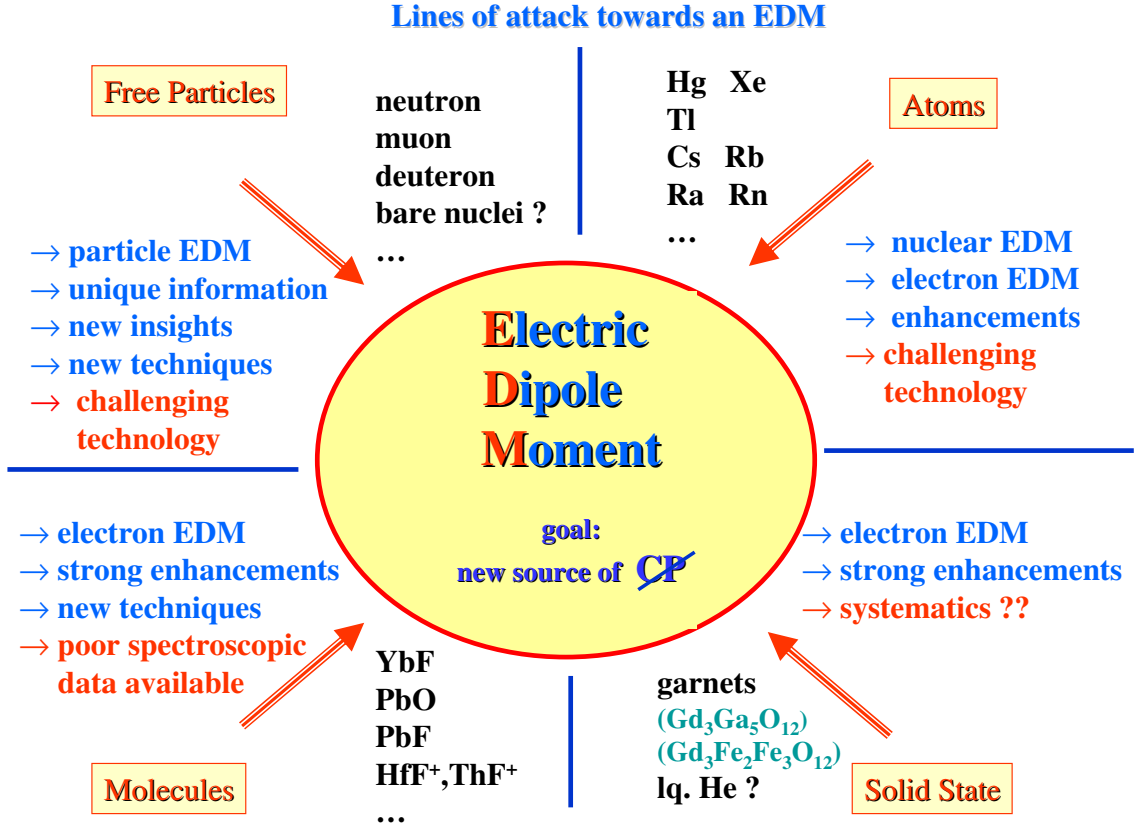 Lines of attack towards an EDM
Free Particles
neutron
muon
deuteron
bare nuclei ?
…
→ particle EDM
→ unique information
→ new insights
→ new techniques
→ challenging
technology
Hg Xe
Tl
Cs Rb
Ra Rn
…
Atoms
→ nuclear EDM
→ electron EDM
→ enhancements
→ challenging
technology
Electric
Dipole
Moment
goal:
new source of CP
→ electron EDM
→ strong enhancements
→ new techniques
→ poor spectroscopic
data available
Molecules
YbF
PbO
PbF
HfF⁺,ThF⁺
…
→ electron EDM
→ strong enhancements
→ systematics ??
garnets
(Gd₃Ga₅O₁₂)
(Gd₃Fe₂Fe₃O₁₂)
lq. He ?
Solid State